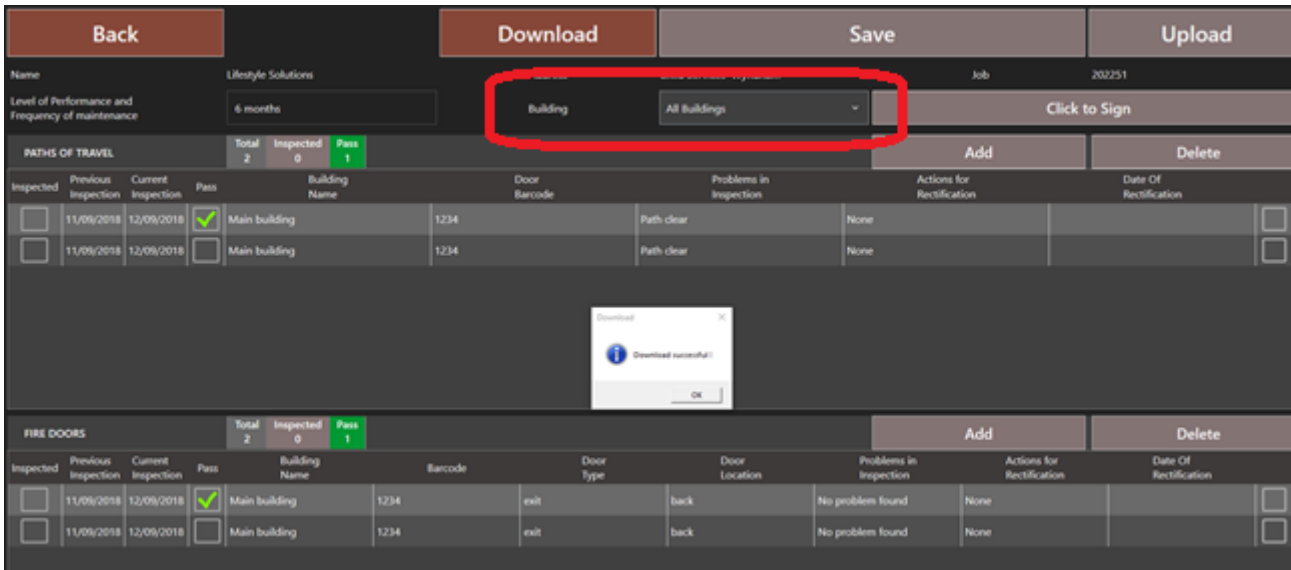 Back Download Save Upload
Name Lifestyle Solutions Job 202251
Level of Performance and
Frequency of maintenance
6 months Building All Buildings Click to Sign
PATHS OF TRAVEL Total Inspected Pass Add Delete
2 0 1
Inspected Previous Current Pass Building Door Problems in Actions for Date Of
Inspection Inspection Name Barcode Inspection Rectification Rectification
11/09/2018 12/09/2018 Main building 1234 Path clear None
11/09/2018 12/09/2018 Main building 1234 Path clear None
Download
Download successful!
OK
FIRE DOORS Total Inspected Pass Add Delete
2 0 1
Inspected Previous Current Pass Building Barcode Door Door Problems in Actions for Date Of
Inspection Inspection Name Type Location Inspection Rectification Rectification
11/09/2018 12/09/2018 Main building 1234 exit back No problem found None
11/09/2018 12/09/2018 Main building 1234 exit back No problem found None